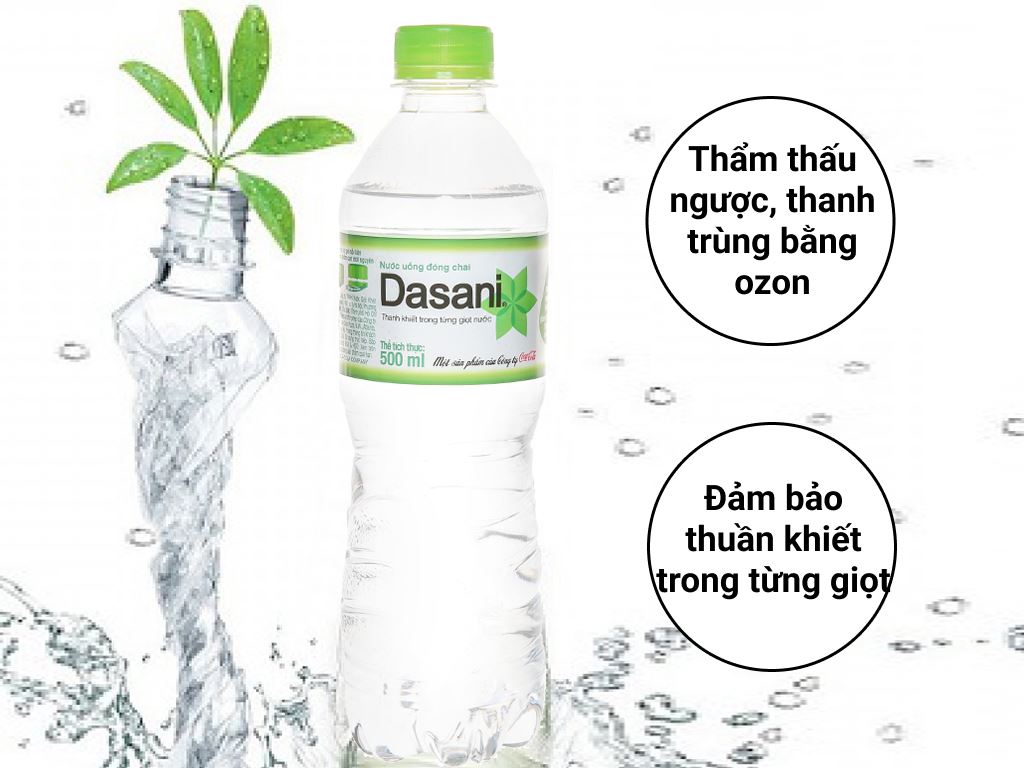 Nước uống đóng chai
Dasani
Thanh khiết trong từng giọt nước
Thể tích thực:
500 ml
Một sản phẩm của Công ty Coca-Cola
Thẩm thấu
ngược, thanh
trùng bằng
ozon
Đảm bảo
thuần khiết
trong từng giọt